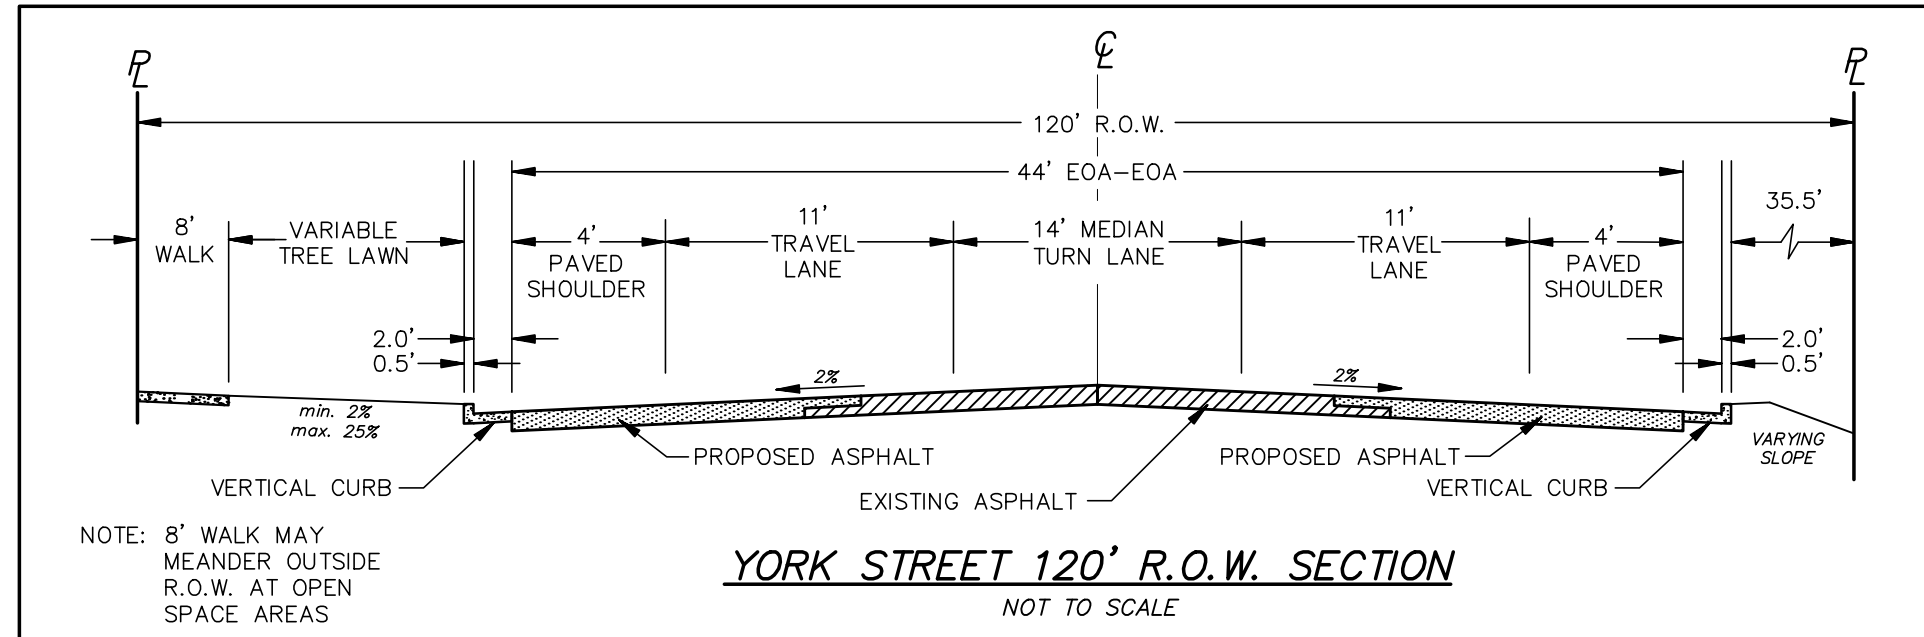 PL
CL
PL
120' R.O.W.
44' EOA-EOA
35.5'
8'
WALK
VARIABLE
TREE LAWN
4'
PAVED
SHOULDER
11'
TRAVEL
LANE
14' MEDIAN
TURN LANE
11'
TRAVEL
LANE
4'
PAVED
SHOULDER
2.0'
0.5'
2.0'
0.5'
2%
2%
min. 2%
max. 25%
VARYING
SLOPE
PROPOSED ASPHALT
PROPOSED ASPHALT
VERTICAL CURB
EXISTING ASPHALT
VERTICAL CURB
NOTE: 8' WALK MAY
MEANDER OUTSIDE
R.O.W. AT OPEN
SPACE AREAS
YORK STREET 120' R.O.W. SECTION
NOT TO SCALE